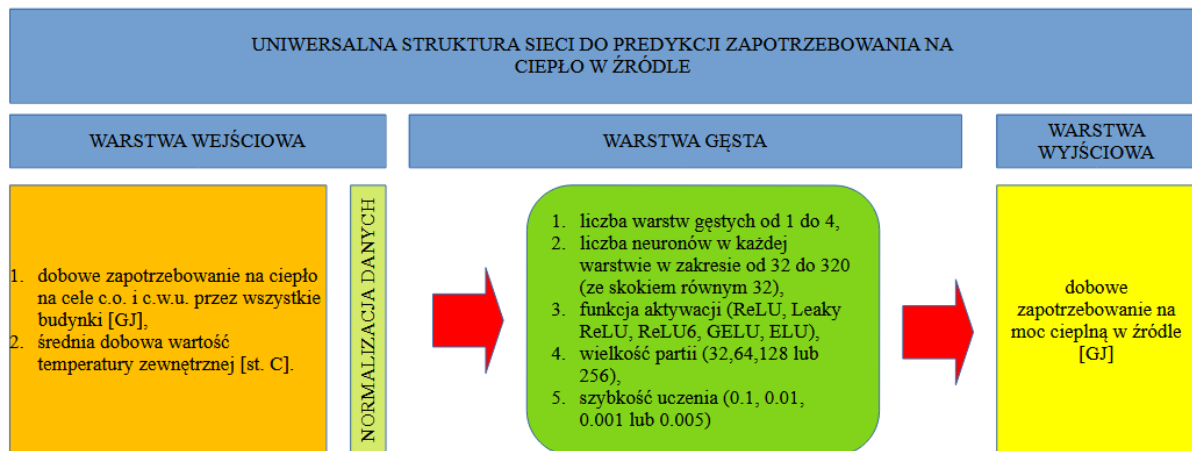 UNIWERSALNA STRUKTURA SIECI DO PREDYKCJI ZAPOTRZEBOWANIA NA
CIEPŁO W ŹRÓDLE
WARSTWA WEJŚCIOWA
WARSTWA GĘSTA
WARSTWA
WYJŚCIOWA
1. dobowe zapotrzebowanie na ciepło
na cele c.o. i c.w.u. przez wszystkie
budynki [GJ],
2. średnia dobowa wartość
temperatury zewnętrznej [st. C].
NORMALIZACJA DANYCH
1. liczba warstw gęstych od 1 do 4,
2. liczba neuronów w każdej
warstwie w zakresie od 32 do 320
(ze skokiem równym 32),
3. funkcja aktywacji (ReLU, Leaky
ReLU, ReLU6, GELU, ELU),
4. wielkość partii (32,64,128 lub
256),
5. szybkość uczenia (0.1, 0.01,
0.001 lub 0.005)
dobowe
zapotrzebowanie na
moc cieplną w źródle
[GJ]